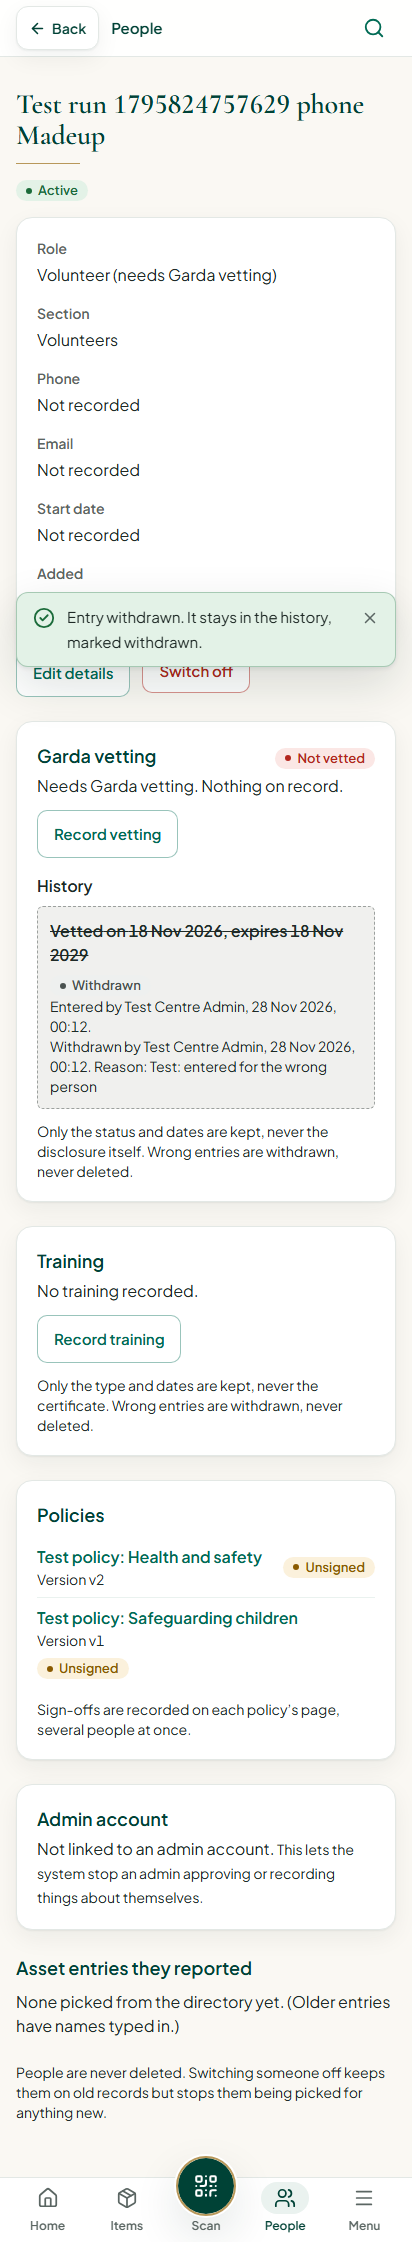 Back
People
Test run 1795824757629 phone
Madeup
Active
Role
Volunteer (needs Garda vetting)
Section
Volunteers
Phone
Not recorded
Email
Not recorded
Start date
Not recorded
Added
Entry withdrawn. It stays in the history,
marked withdrawn.
Edit details
Switch off
Garda vetting
Not vetted
Needs Garda vetting. Nothing on record.
Record vetting
History
Vetted on 18 Nov 2026, expires 18 Nov
2029
Withdrawn
Entered by Test Centre Admin, 28 Nov 2026,
00:12.
Withdrawn by Test Centre Admin, 28 Nov 2026,
00:12. Reason: Test: entered for the wrong
person
Only the status and dates are kept, never the
disclosure itself. Wrong entries are withdrawn,
never deleted.
Training
No training recorded.
Record training
Only the type and dates are kept, never the
certificate. Wrong entries are withdrawn, never
deleted.
Policies
Test policy: Health and safety
Unsigned
Version v2
Test policy: Safeguarding children
Version v1
Unsigned
Sign-offs are recorded on each policy's page,
several people at once.
Admin account
Not linked to an admin account. This lets the
system stop an admin approving or recording
things about themselves.
Asset entries they reported
None picked from the directory yet. (Older entries
have names typed in.)
People are never deleted. Switching someone off keeps
them on old records but stops them being picked for
anything new.
Home
Items
Scan
People
Menu